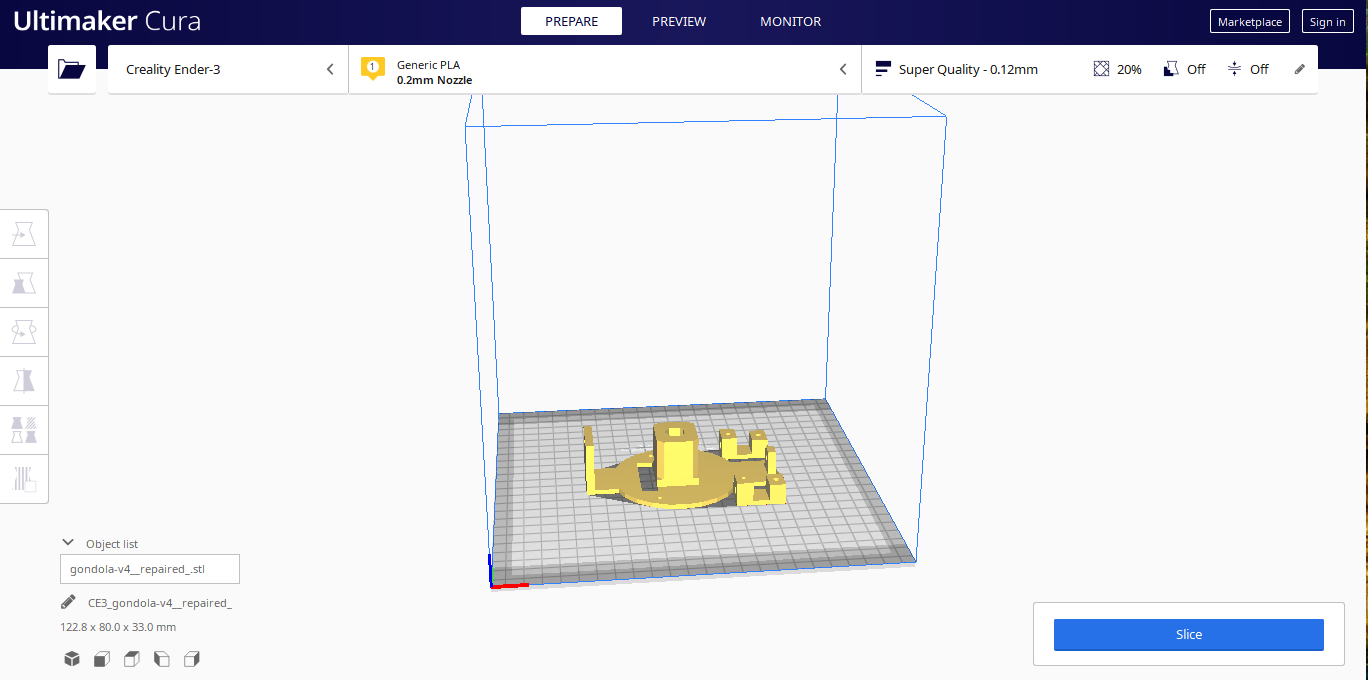 Ultimaker Cura
PREPARE
PREVIEW
MONITOR
Marketplace
Sign in
Creality Ender-3
1
Generic PLA
0.2mm Nozzle
Super Quality - 0.12mm
20%
Off
Off
Object list
gondola-v4__repaired_.stl
CE3_gondola-v4__repaired_
122.8 x 80.0 x 33.0 mm
Slice